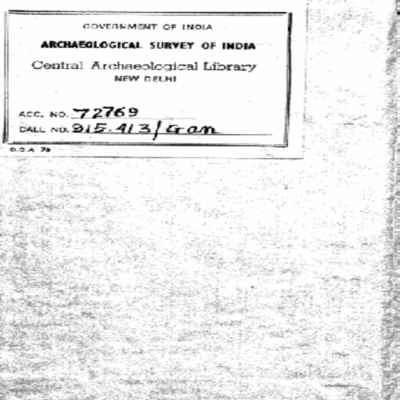 GOVERNMENT OF INDIA
ARCHAEOLOGICAL SURVEY OF INDIA
Central Archaeological Library
NEW DELHI
ACC. NO. 72769
CALL NO. 915.413/Gan
D.G.A. 79